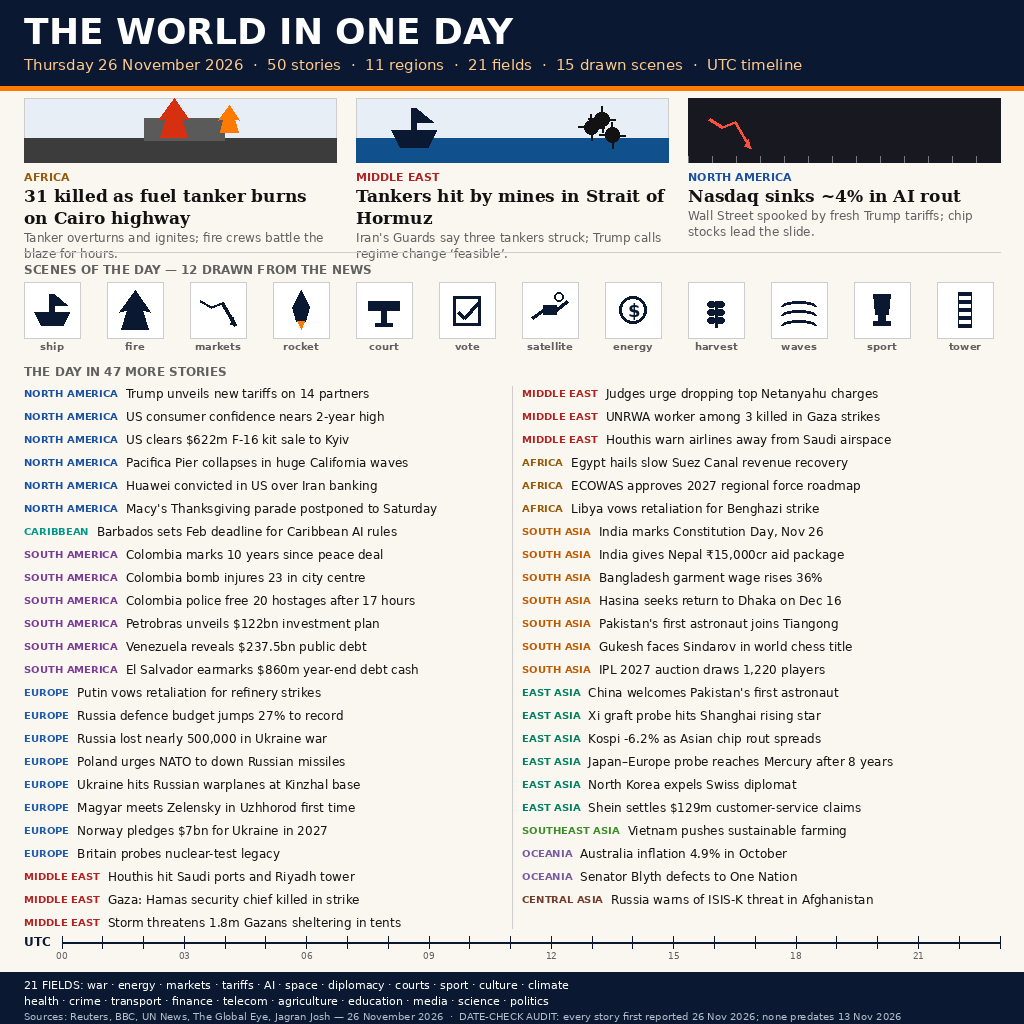 THE WORLD IN ONE DAY
Thursday 26 November 2026 · 50 stories · 11 regions · 21 fields · 15 drawn scenes · UTC timeline
AFRICA
31 killed as fuel tanker burns
on Cairo highway
Tanker overturns and ignites; fire crews battle the
blaze for hours.
MIDDLE EAST
Tankers hit by mines in Strait of
Hormuz
Iran's Guards say three tankers struck; Trump calls
regime change ‘feasible’.
NORTH AMERICA
Nasdaq sinks ~4% in AI rout
Wall Street spooked by fresh Trump tariffs; chip
stocks lead the slide.
SCENES OF THE DAY — 12 DRAWN FROM THE NEWS
$
ship fire markets rocket court vote satellite energy harvest waves sport tower
THE DAY IN 47 MORE STORIES
NORTH AMERICA Trump unveils new tariffs on 14 partners
NORTH AMERICA US consumer confidence nears 2-year high
NORTH AMERICA US clears $622m F-16 kit sale to Kyiv
NORTH AMERICA Pacifica Pier collapses in huge California waves
NORTH AMERICA Huawei convicted in US over Iran banking
NORTH AMERICA Macy's Thanksgiving parade postponed to Saturday
CARIBBEAN Barbados sets Feb deadline for Caribbean AI rules
SOUTH AMERICA Colombia marks 10 years since peace deal
SOUTH AMERICA Colombia bomb injures 23 in city centre
SOUTH AMERICA Colombia police free 20 hostages after 17 hours
SOUTH AMERICA Petrobras unveils $122bn investment plan
SOUTH AMERICA Venezuela reveals $237.5bn public debt
SOUTH AMERICA El Salvador earmarks $860m year-end debt cash
EUROPE Putin vows retaliation for refinery strikes
EUROPE Russia defence budget jumps 27% to record
EUROPE Russia lost nearly 500,000 in Ukraine war
EUROPE Poland urges NATO to down Russian missiles
EUROPE Ukraine hits Russian warplanes at Kinzhal base
EUROPE Magyar meets Zelensky in Uzhhorod first time
EUROPE Norway pledges $7bn for Ukraine in 2027
EUROPE Britain probes nuclear-test legacy
MIDDLE EAST Houthis hit Saudi ports and Riyadh tower
MIDDLE EAST Gaza: Hamas security chief killed in strike
MIDDLE EAST Storm threatens 1.8m Gazans sheltering in tents
MIDDLE EAST Judges urge dropping top Netanyahu charges
MIDDLE EAST UNRWA worker among 3 killed in Gaza strikes
MIDDLE EAST Houthis warn airlines away from Saudi airspace
AFRICA Egypt hails slow Suez Canal revenue recovery
AFRICA ECOWAS approves 2027 regional force roadmap
AFRICA Libya vows retaliation for Benghazi strike
SOUTH ASIA India marks Constitution Day, Nov 26
SOUTH ASIA India gives Nepal ₹15,000cr aid package
SOUTH ASIA Bangladesh garment wage rises 36%
SOUTH ASIA Hasina seeks return to Dhaka on Dec 16
SOUTH ASIA Pakistan's first astronaut joins Tiangong
SOUTH ASIA Gukesh faces Sindarov in world chess title
SOUTH ASIA IPL 2027 auction draws 1,220 players
EAST ASIA China welcomes Pakistan's first astronaut
EAST ASIA Xi graft probe hits Shanghai rising star
EAST ASIA Kospi -6.2% as Asian chip rout spreads
EAST ASIA Japan–Europe probe reaches Mercury after 8 years
EAST ASIA North Korea expels Swiss diplomat
EAST ASIA Shein settles $129m customer-service claims
SOUTHEAST ASIA Vietnam pushes sustainable farming
OCEANIA Australia inflation 4.9% in October
OCEANIA Senator Blyth defects to One Nation
CENTRAL ASIA Russia warns of ISIS-K threat in Afghanistan
UTC
00 03 06 09 12 15 18 21
21 FIELDS: war · energy · markets · tariffs · AI · space · diplomacy · courts · sport · culture · climate
health · crime · transport · finance · telecom · agriculture · education · media · science · politics
Sources: Reuters, BBC, UN News, The Global Eye, Jagran Josh — 26 November 2026 · DATE-CHECK AUDIT: every story first reported 26 Nov 2026; none predates 13 Nov 2026